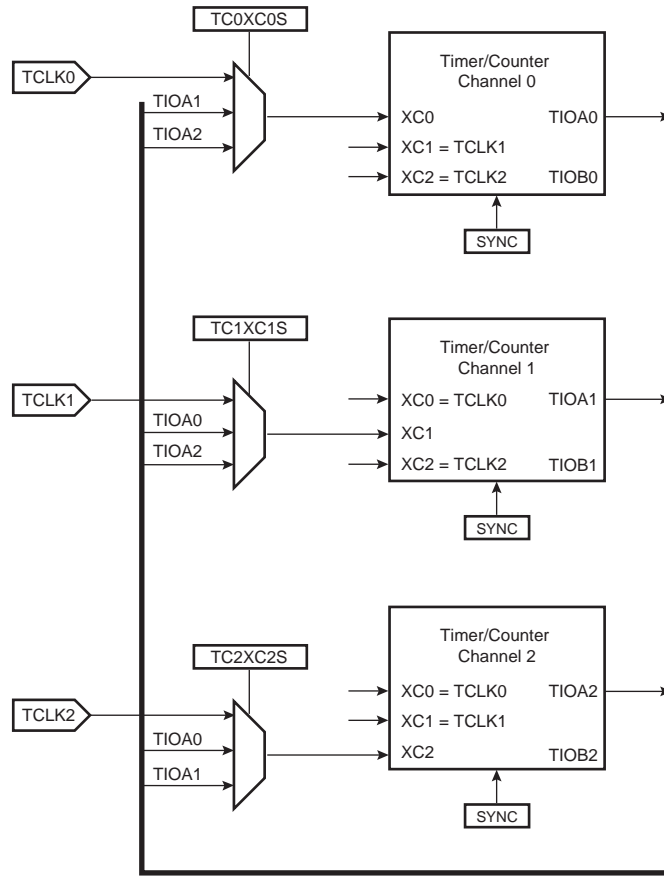 TC0XC0S
TCLK0
TIOA1
TIOA2
Timer/Counter
Channel 0
XC0
TIOA0
XC1 = TCLK1
XC2 = TCLK2
TIOB0
SYNC
TC1XC1S
TCLK1
TIOA0
TIOA2
Timer/Counter
Channel 1
XC0 = TCLK0
TIOA1
XC1
XC2 = TCLK2
TIOB1
SYNC
TC2XC2S
TCLK2
TIOA0
TIOA1
Timer/Counter
Channel 2
XC0 = TCLK0
TIOA2
XC1 = TCLK1
XC2
TIOB2
SYNC